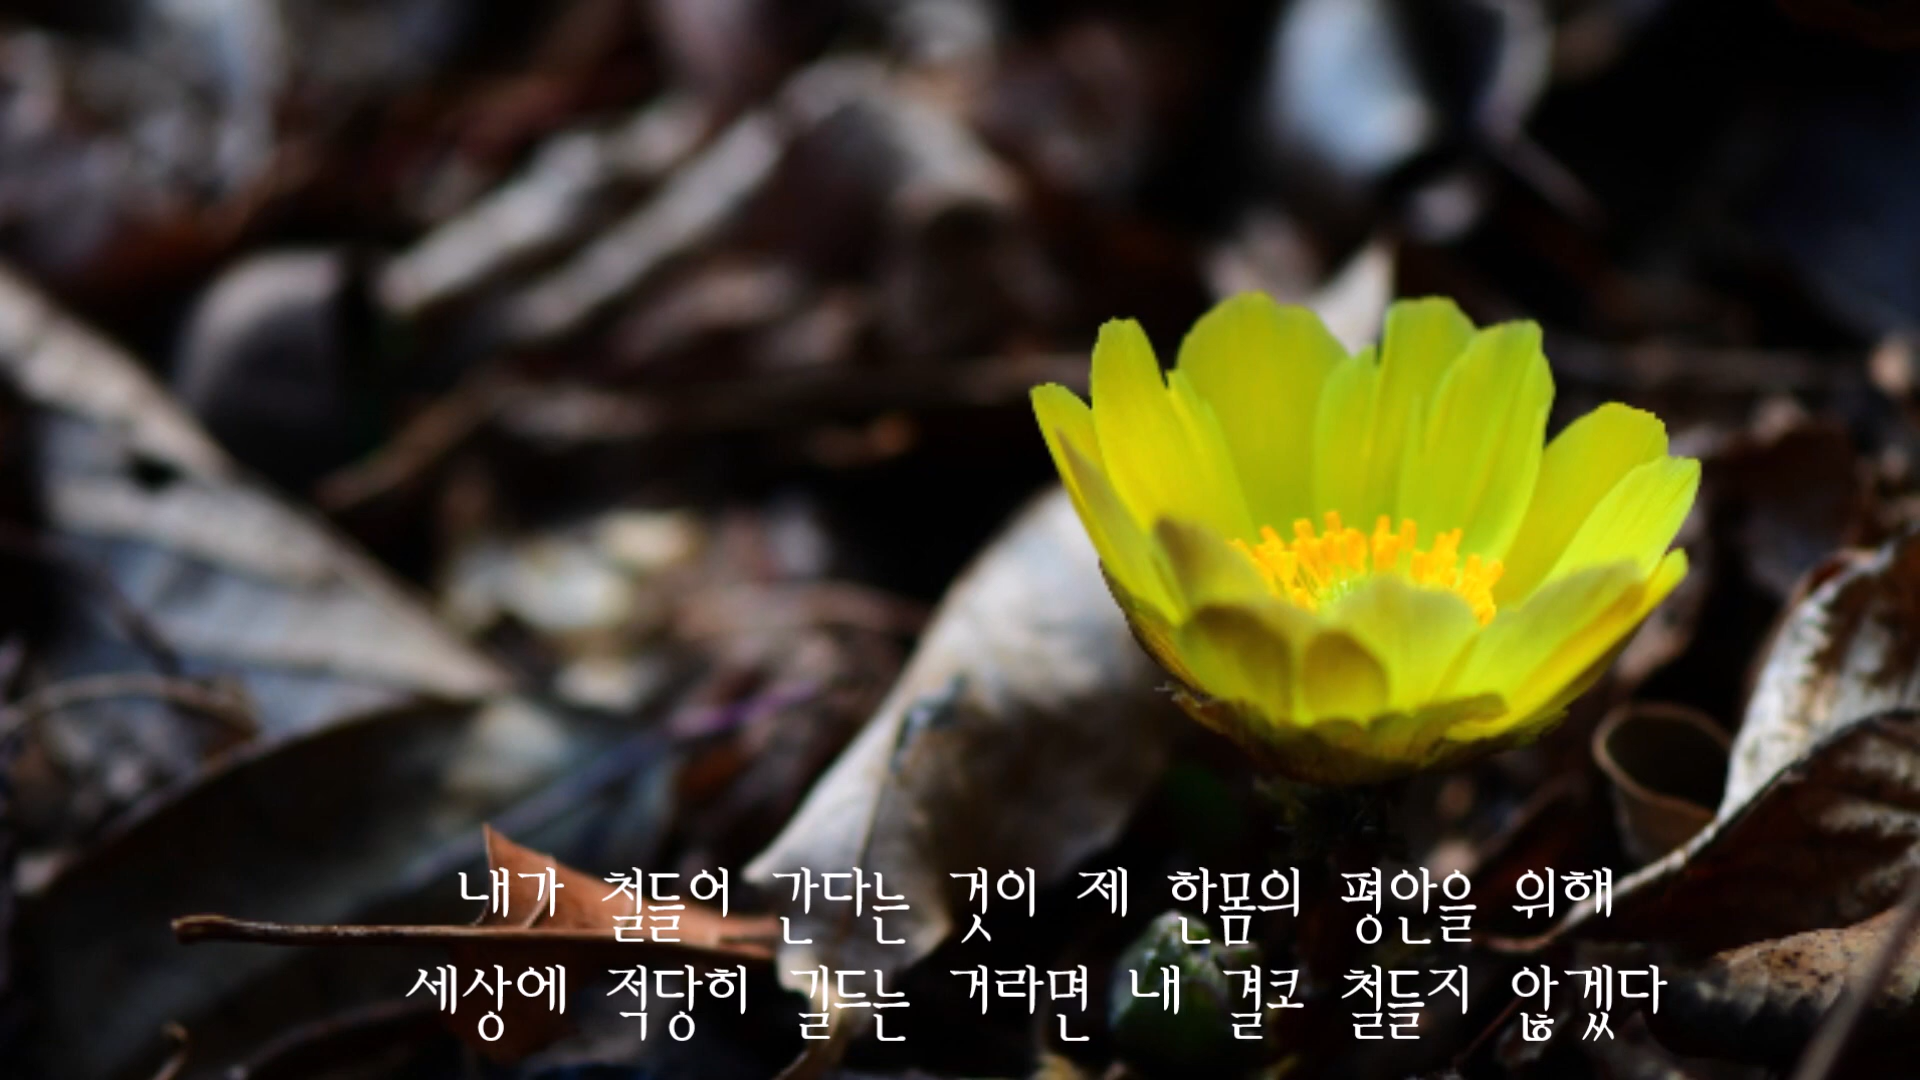 내가 철들어 간다는 것이 제 한몸의 평안을 위해
세상에 적당히 길드는 거라면 내 결코 철들지 않겠다